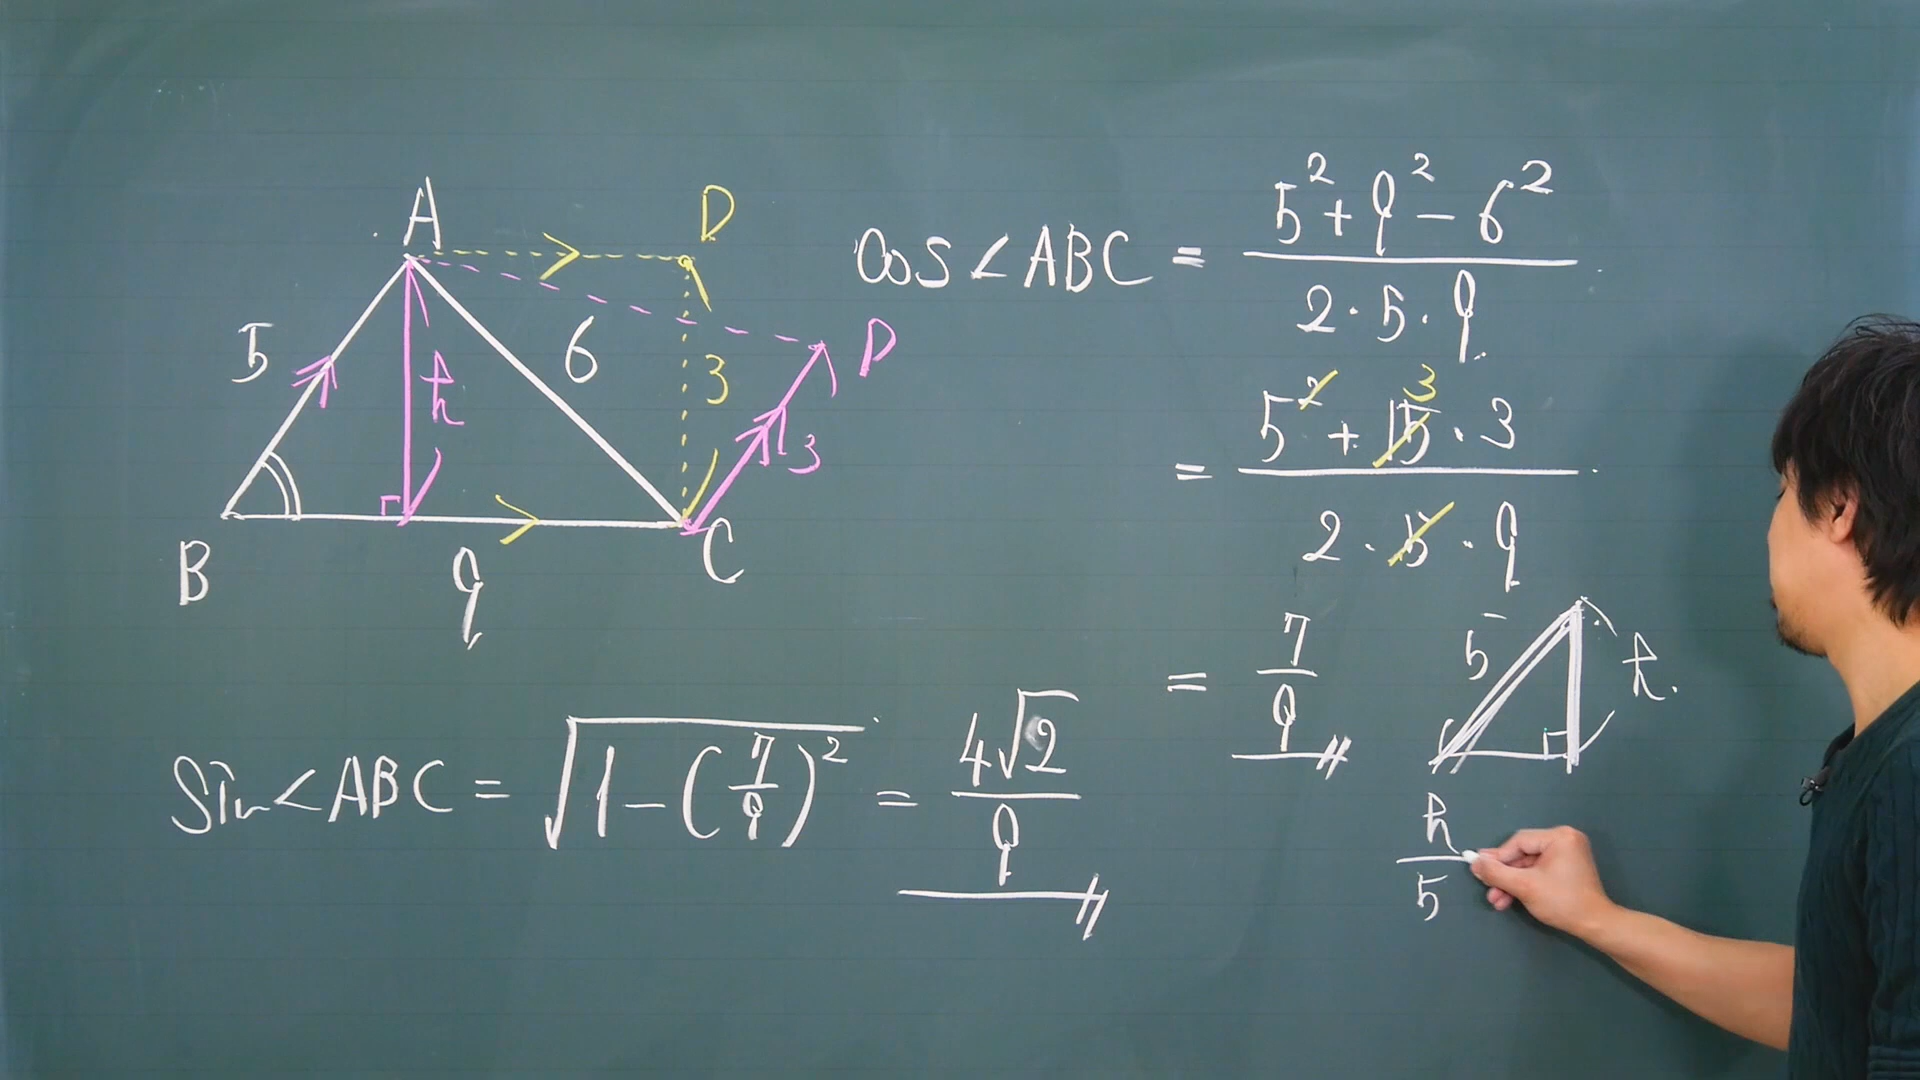 A
D
5
h
6
3
D
3
B
9
C
cos∠ABC = (5² + 9² − 6²) / (2・5・9)
3
= (5² + 15・3) / (2・5・9)
= 7/9
5
h
sin∠ABC = √(1 − (7/9)²) = 4√2/9
h/5